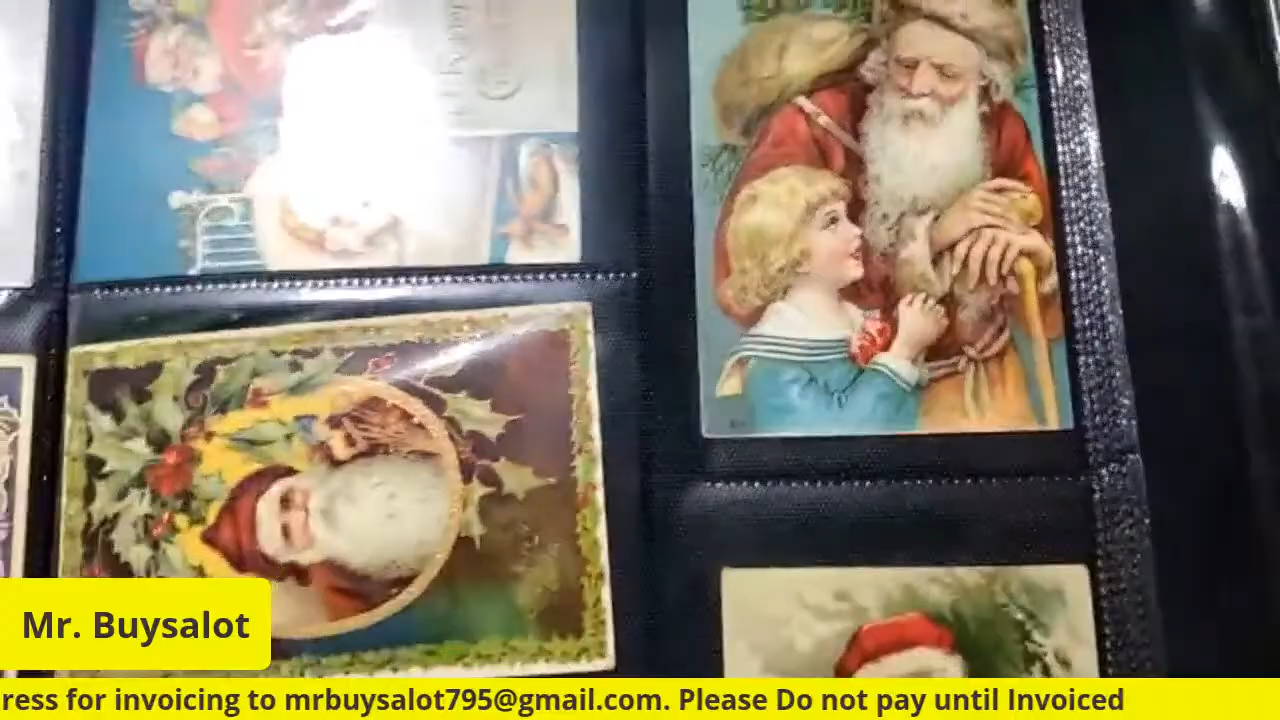 Mr. Buysalot
ress for invoicing to mrbuysalot795@gmail.com. Please Do not pay until Invoiced